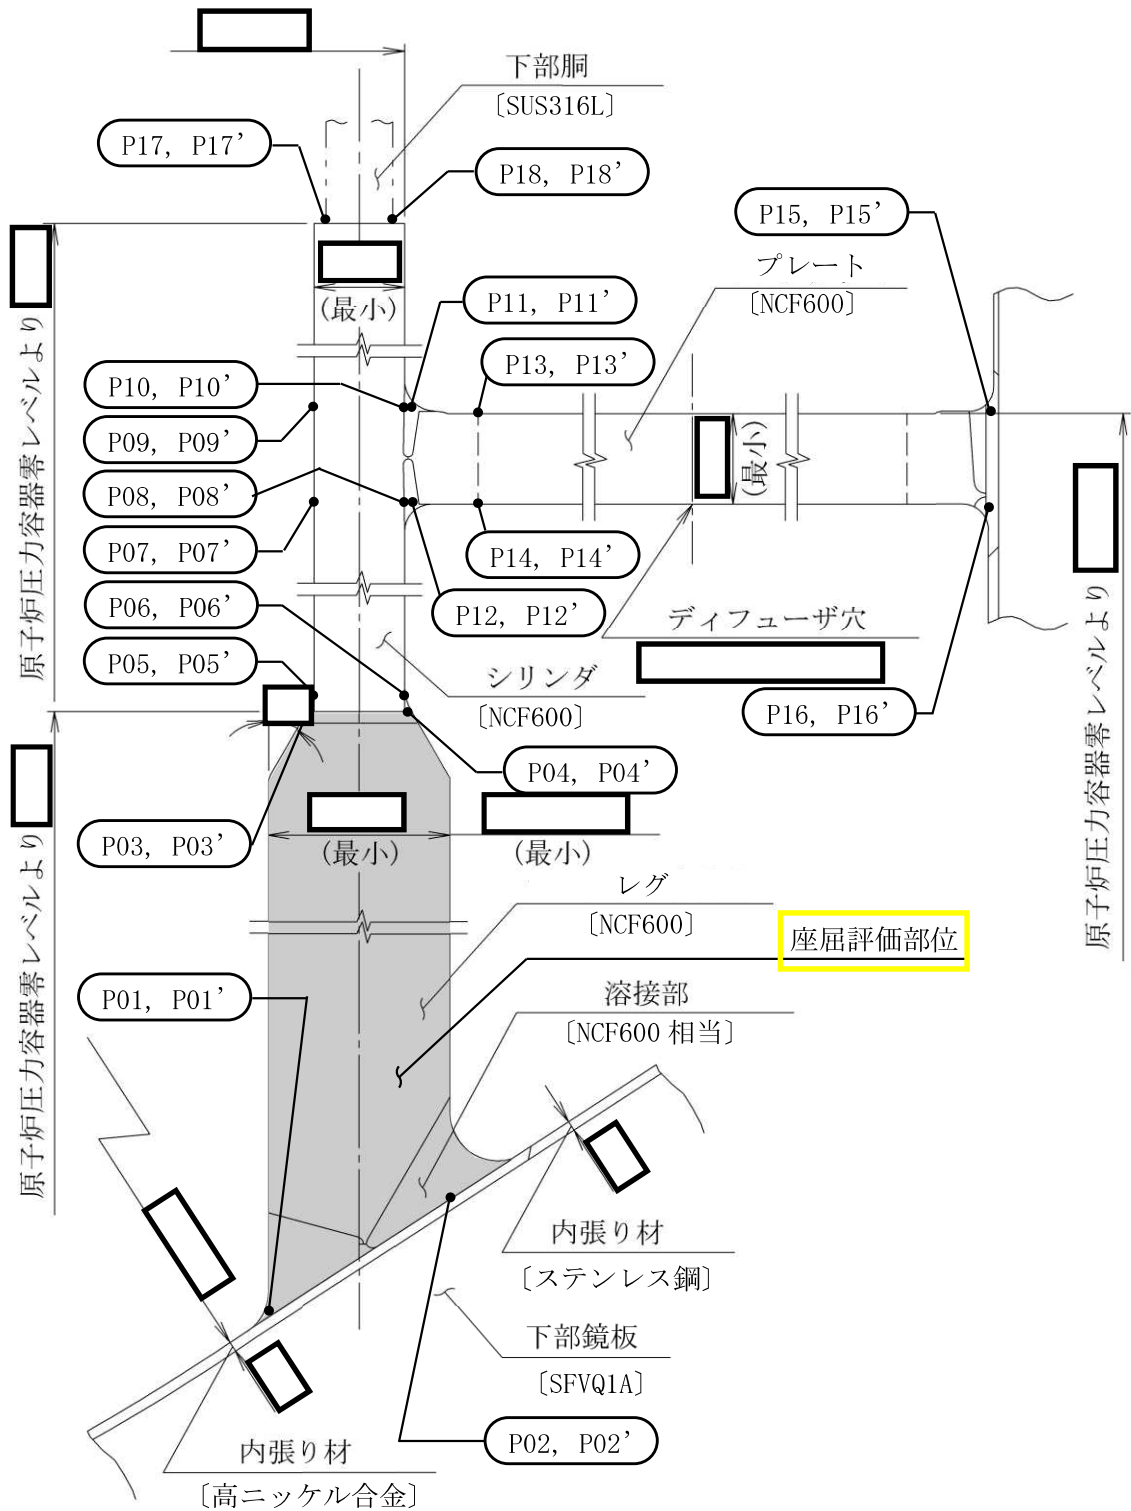 下部胴
〔SUS316L〕
P17, P17’
P18, P18’
P15, P15’
プレート
〔NCF600〕
P11, P11’
(最小)
P13, P13’
P10, P10’
P09, P09’
P08, P08’
P07, P07’
P06, P06’
P05, P05’
(最小)
P14, P14’
P12, P12’
ディフューザ穴
シリンダ
〔NCF600〕
P16, P16’
原子炉圧力容器零レベルより
原子炉圧力容器零レベルより
P04, P04’
P03, P03’
(最小)
(最小)
レグ
〔NCF600〕
座屈評価部位
原子炉圧力容器零レベルより
P01, P01’
溶接部
〔NCF600 相当〕
内張り材
〔ステンレス鋼〕
下部鏡板
〔SFVQ1A〕
P02, P02’
内張り材
〔高ニッケル合金〕